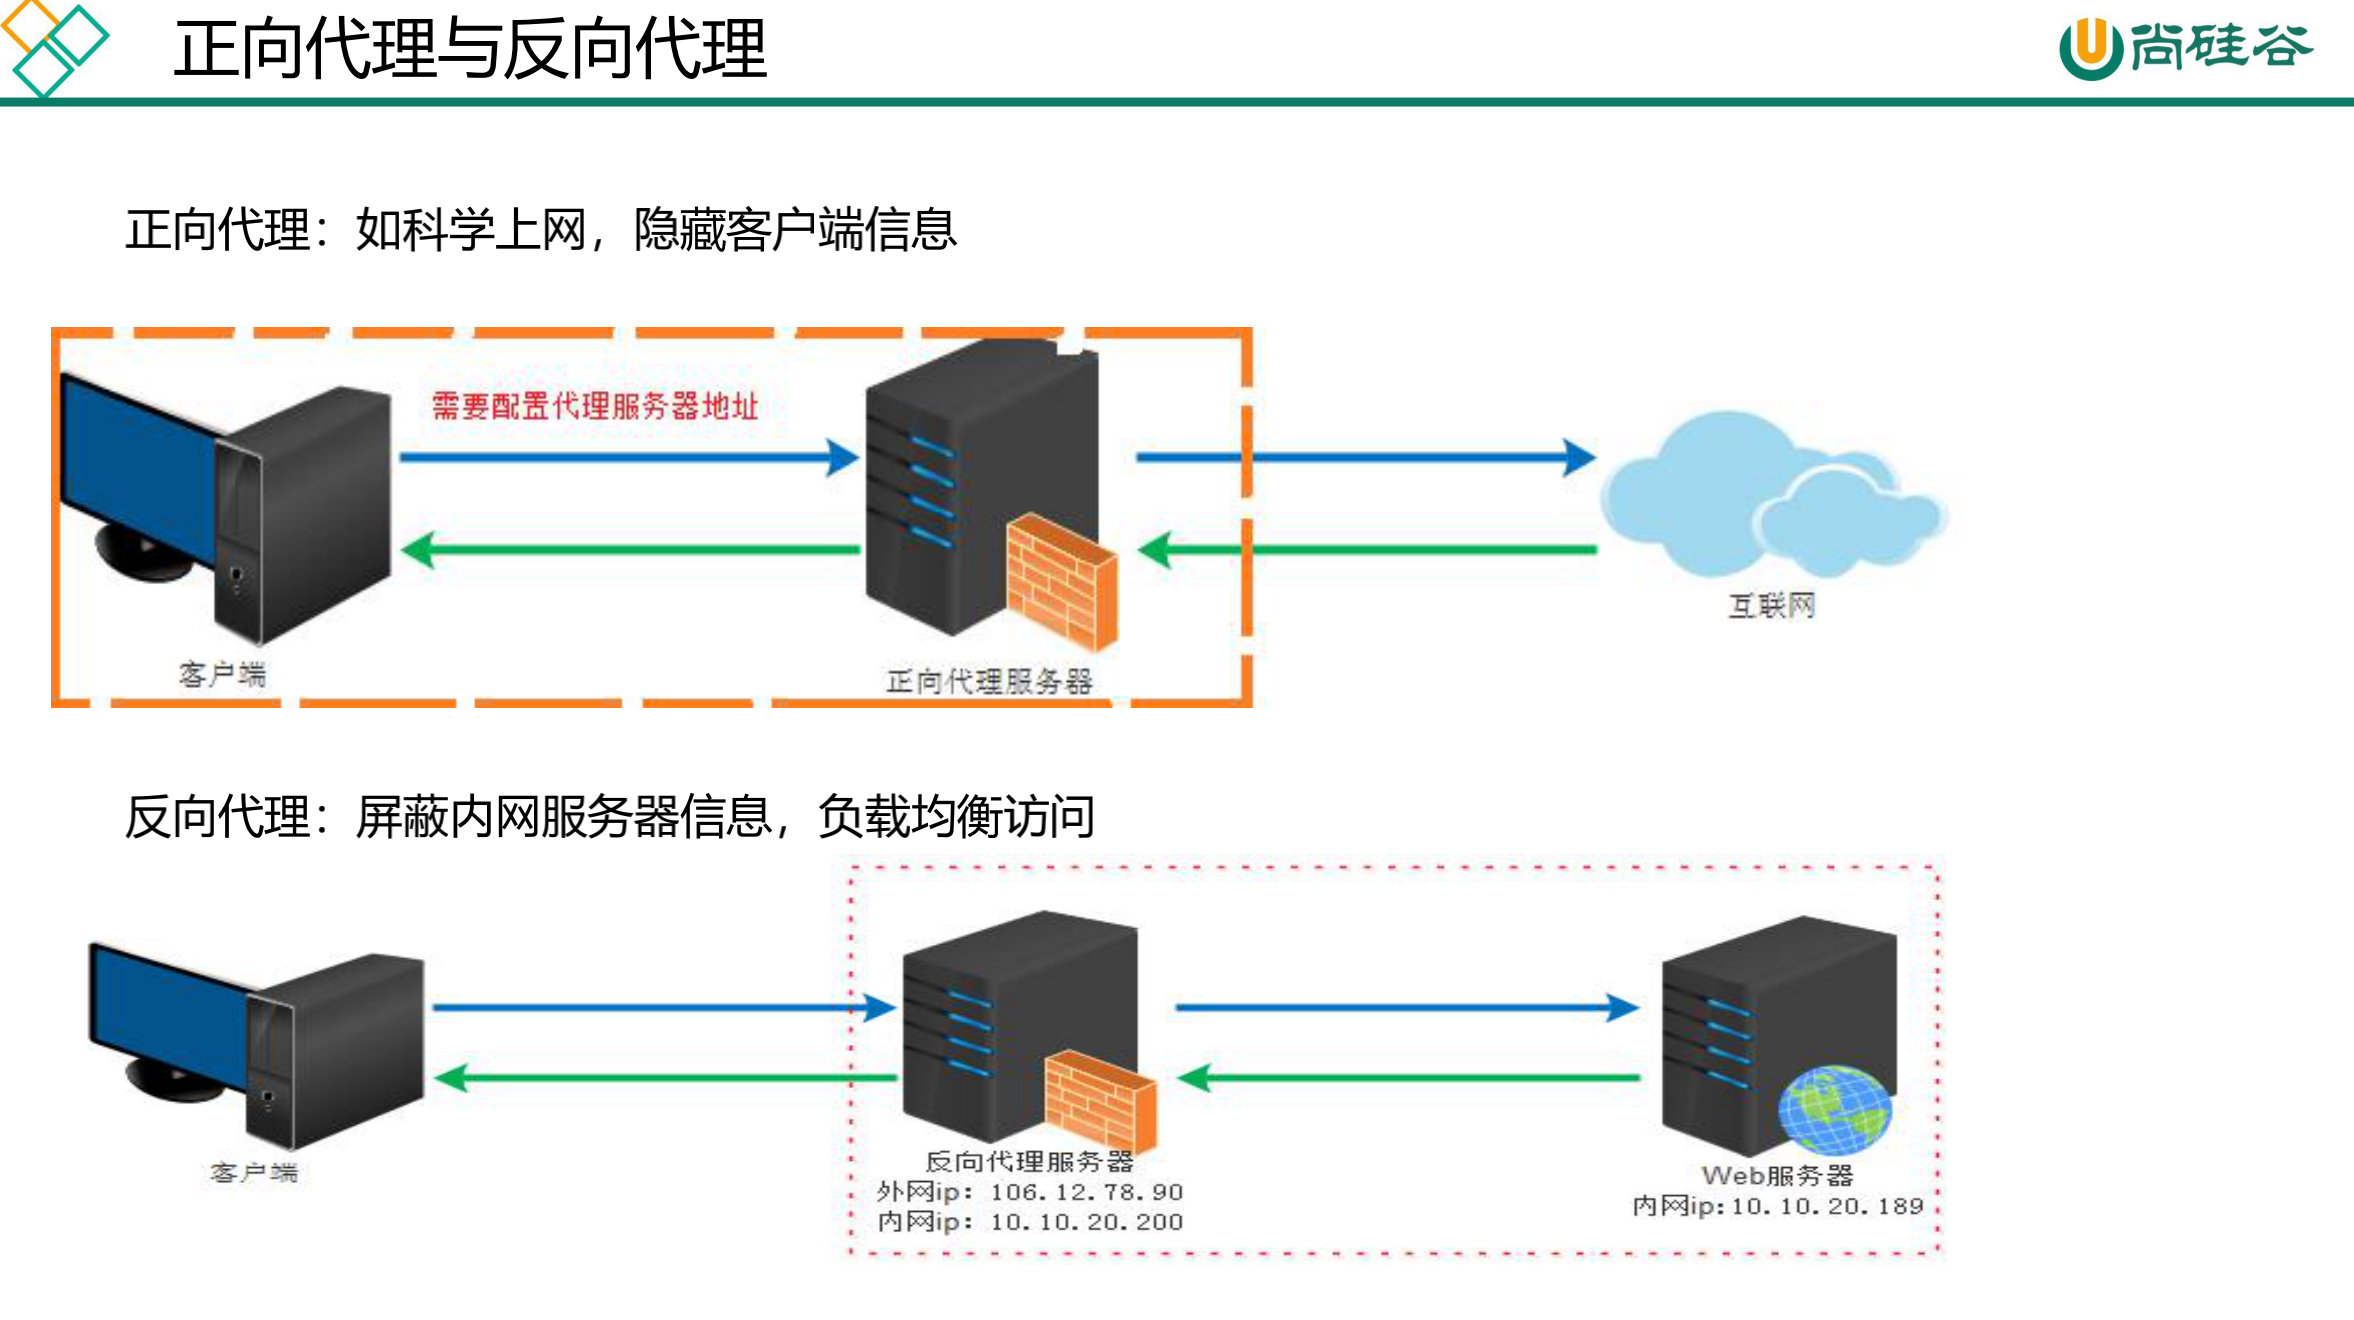 正向代理与反向代理
尚硅谷
正向代理：如科学上网，隐藏客户端信息
需要配置代理服务器地址
互联网
客户端
正向代理服务器
反向代理：屏蔽内网服务器信息，负载均衡访问
反向代理服务器
外网ip：106.12.78.90
内网ip：10.10.20.200
客户端
Web服务器
内网ip:10.10.20.189